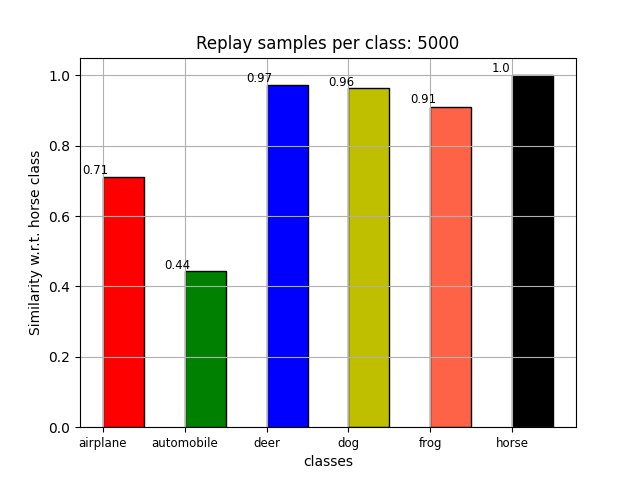 Replay samples per class: 5000
1.0
0.8
0.6
0.4
0.2
0.0
Similarity w.r.t. horse class
0.71
0.44
0.97
0.96
0.91
1.0
airplane
automobile
deer
dog
frog
horse
classes